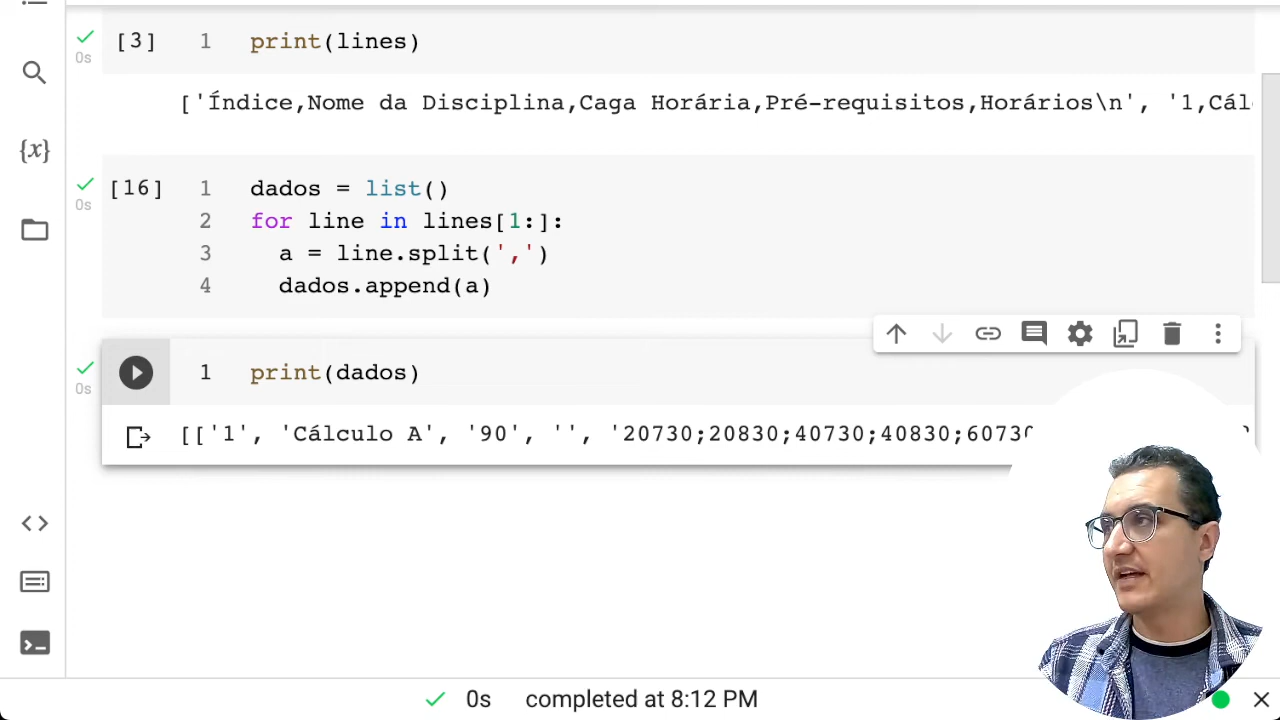 [3] 1 print(lines)
0s
['Índice,Nome da Disciplina,Caga Horária,Pré-requisitos,Horários\n', '1,Cál
[16] 1 dados = list()
0s
2 for line in lines[1:]:
3 a = line.split(',')
4 dados.append(a)
1 print(dados)
0s
[['1', 'Cálculo A', '90', '', '20730;20830;40730;40830;60730
{x}
0s completed at 8:12 PM